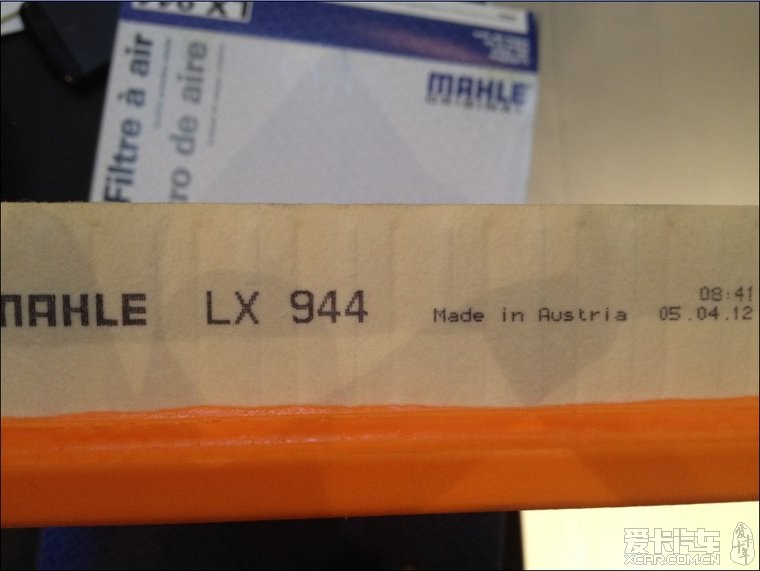 Filtre à air
ro de aire
MAHLE
ORIGINAL
MAHLE LX 944
08:41
Made in Austria 05.04.12
爱卡汽车
XCAR.COM.CN